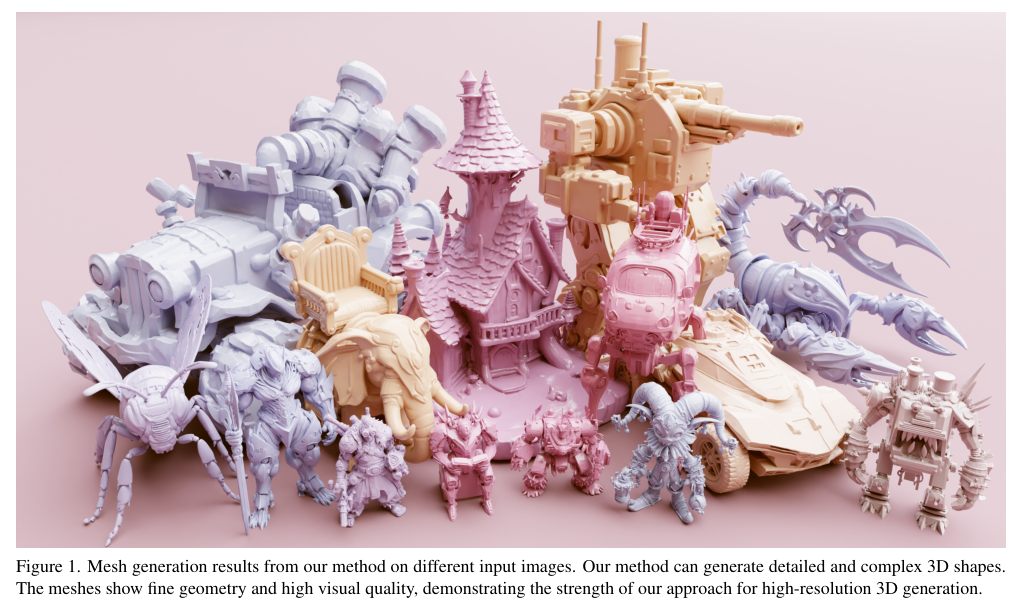 Figure 1. Mesh generation results from our method on different input images. Our method can generate detailed and complex 3D shapes.
The meshes show fine geometry and high visual quality, demonstrating the strength of our approach for high-resolution 3D generation.